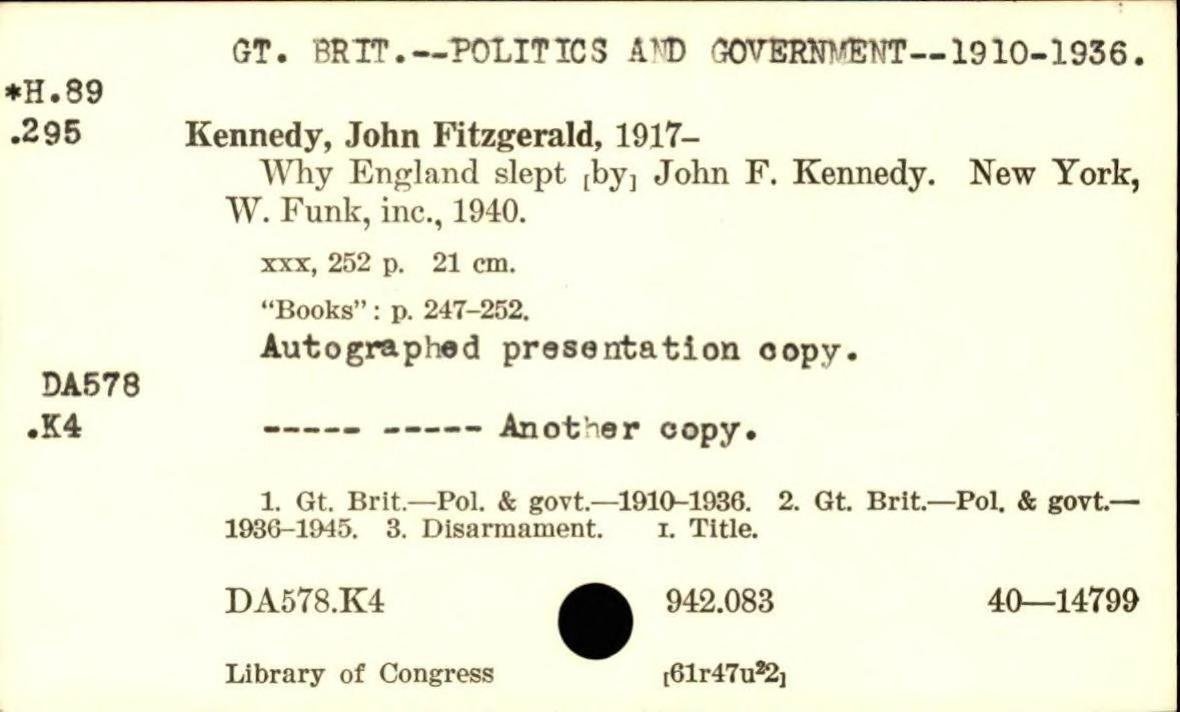 GT. BRIT.--POLITICS AND GOVERNMENT--1910-1936.
*H.89
.295 Kennedy, John Fitzgerald, 1917–
Why England slept [by] John F. Kennedy. New York,
W. Funk, inc., 1940.
xxx, 252 p. 21 cm.
“Books” : p. 247–252.
Autographed presentation copy.
DA578
.K4 ----- ----- Another copy.
1. Gt. Brit.—Pol. & govt.—1910–1936. 2. Gt. Brit.—Pol. & govt.—
1936–1945. 3. Disarmament. I. Title.
DA578.K4 942.083 40—14799
Library of Congress [61r47u²2]